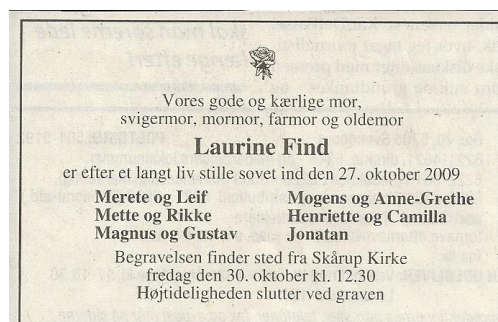 Vores gode og kærlige mor,
svigermor, mormor, farmor og oldemor
Laurine Find
er efter et langt liv stille sovet ind den 27. oktober 2009
Merete og Leif Mogens og Anne-Grethe
Mette og Rikke Henriette og Camilla
Magnus og Gustav Jonatan
Begravelsen finder sted fra Skårup Kirke
fredag den 30. oktober kl. 12.30
Højtideligheden slutter ved graven